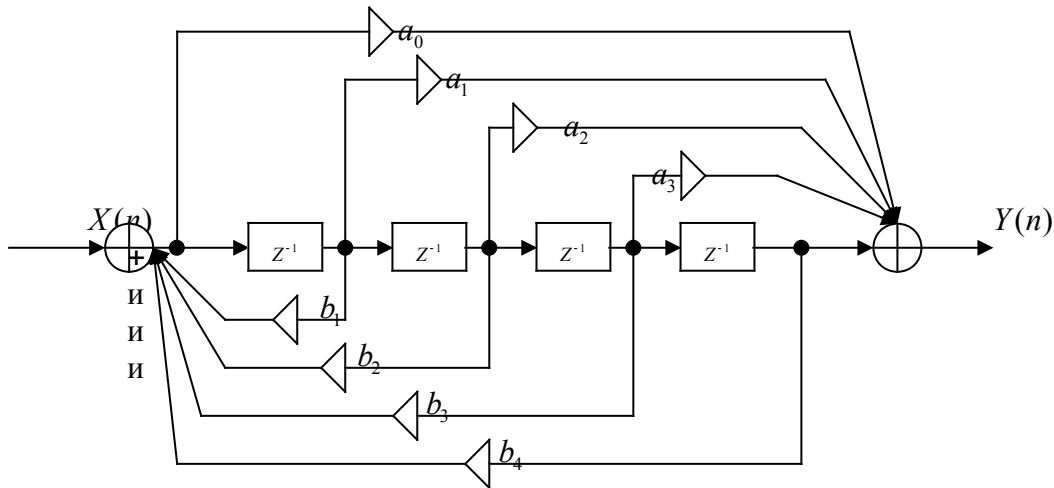 a0
a1
a2
a3
X(n) Y(n)
Z-1 Z-1 Z-1 Z-1
+
и
и
и
b1
b2
b3
b4